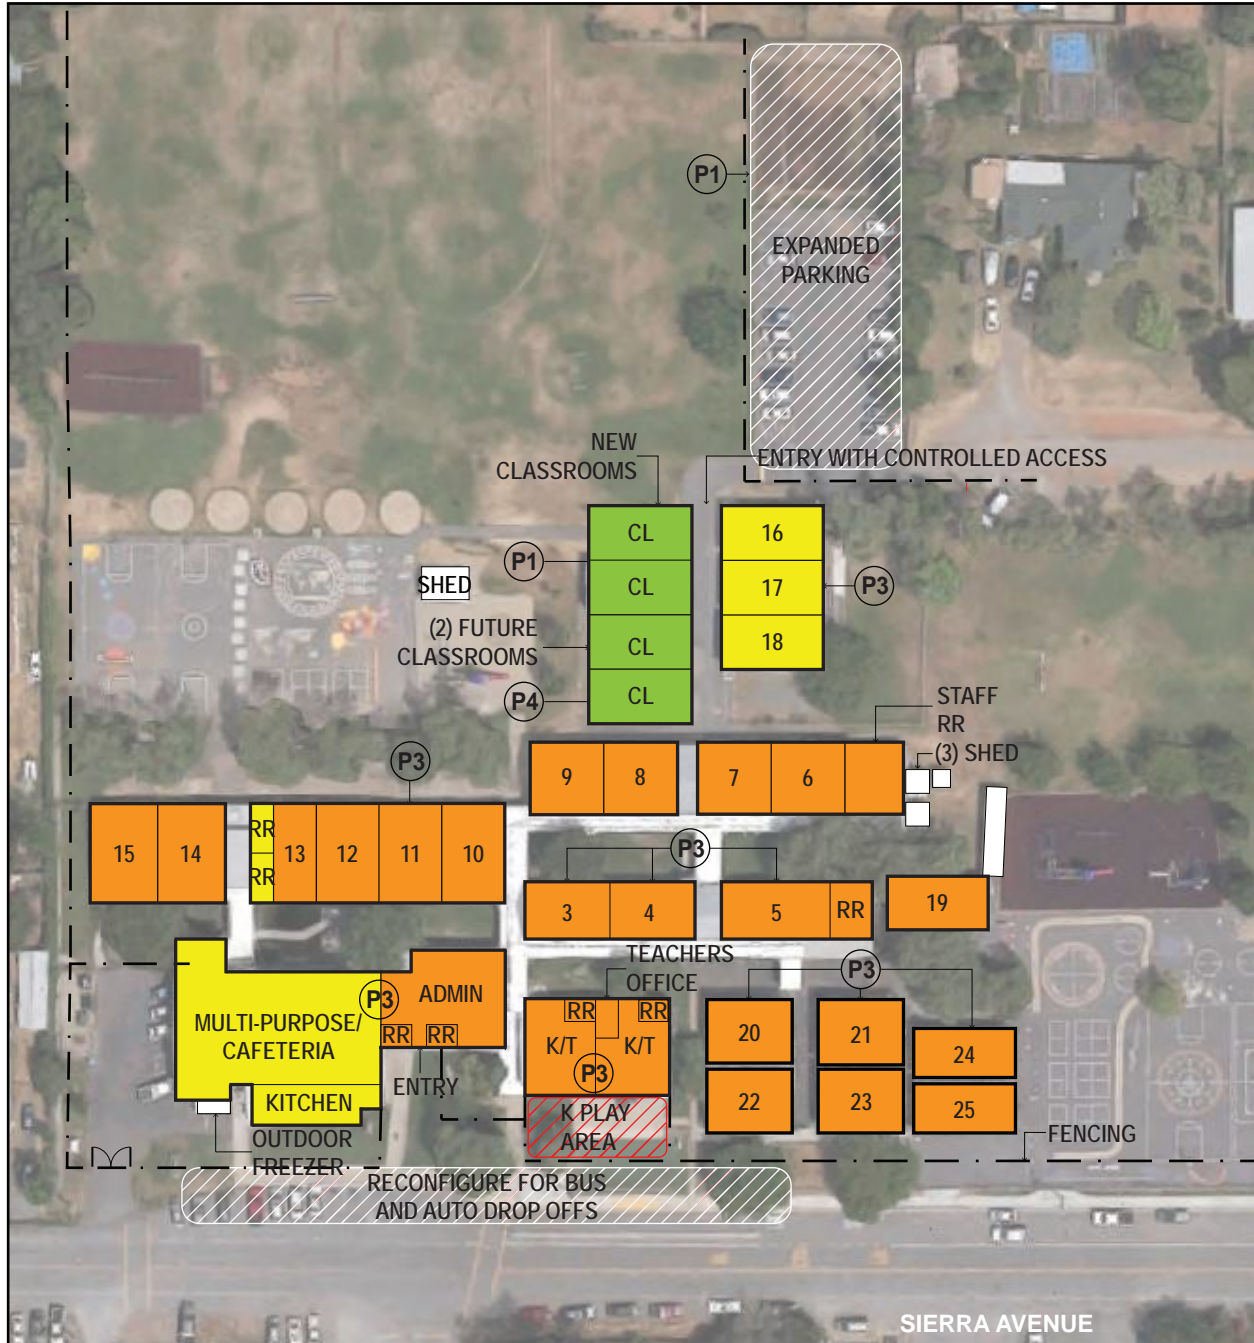 P1
EXPANDED
PARKING
NEW
CLASSROOMS
ENTRY WITH CONTROLLED ACCESS
CL
16
P1
CL
17
P3
SHED
(2) FUTURE
CLASSROOMS
CL
18
P4
CL
STAFF
RR
(3) SHED
P3
9
8
7
6
RR
RR
15
14
13
12
11
10
P3
3
4
5
RR
19
TEACHERS
OFFICE
P3
P3
ADMIN
MULTI-PURPOSE/
CAFETERIA
RR
RR
RR
RR
K/T
K/T
P3
20
21
24
22
23
25
ENTRY
KITCHEN
K PLAY
AREA
OUTDOOR
FREEZER
FENCING
RECONFIGURE FOR BUS
AND AUTO DROP OFFS
SIERRA AVENUE